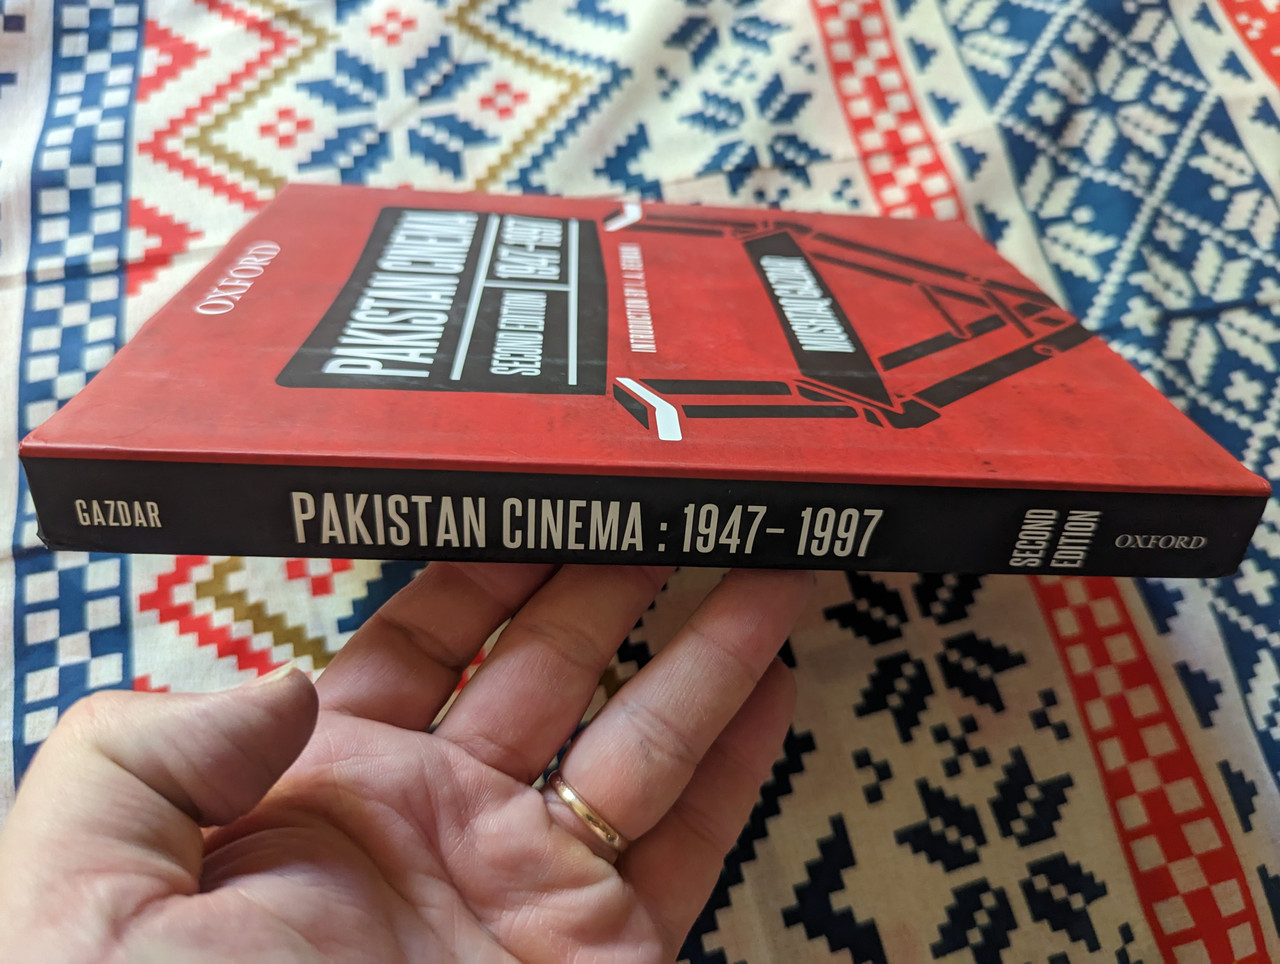 OXFORD
PAKISTAN CINEMA
SECOND EDITION
1947–1997
INTRODUCTION BY I. A. REHMAN
MUSHTAQ GAZDAR
GAZDAR
PAKISTAN CINEMA : 1947– 1997
SECOND
EDITION
OXFORD